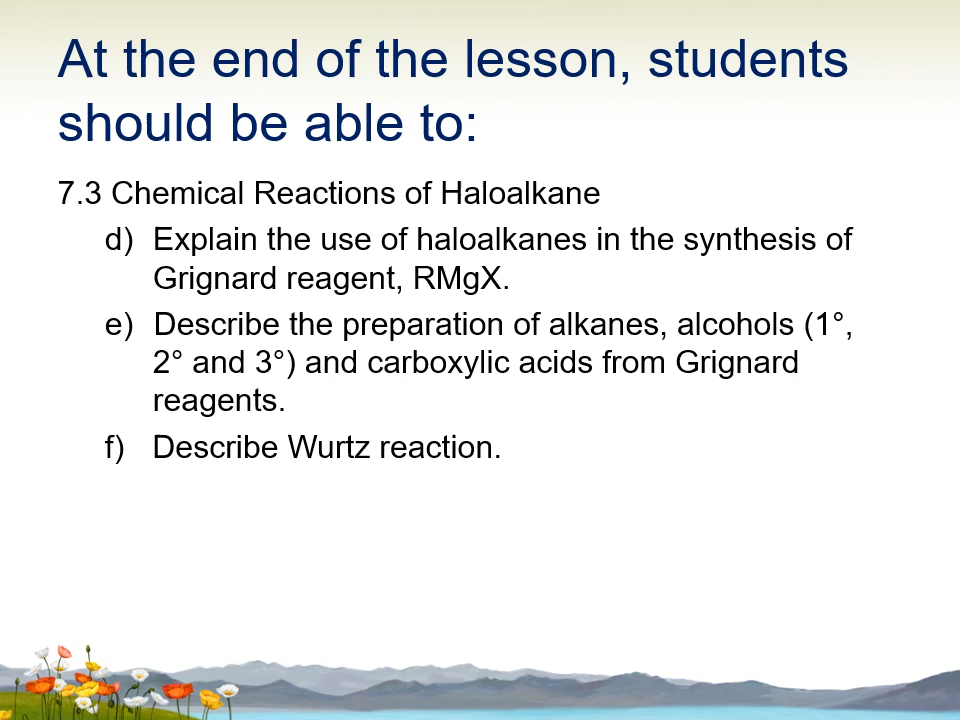 At the end of the lesson, students
should be able to:
7.3 Chemical Reactions of Haloalkane
d) Explain the use of haloalkanes in the synthesis of
Grignard reagent, RMgX.
e) Describe the preparation of alkanes, alcohols (1°,
2° and 3°) and carboxylic acids from Grignard
reagents.
f) Describe Wurtz reaction.